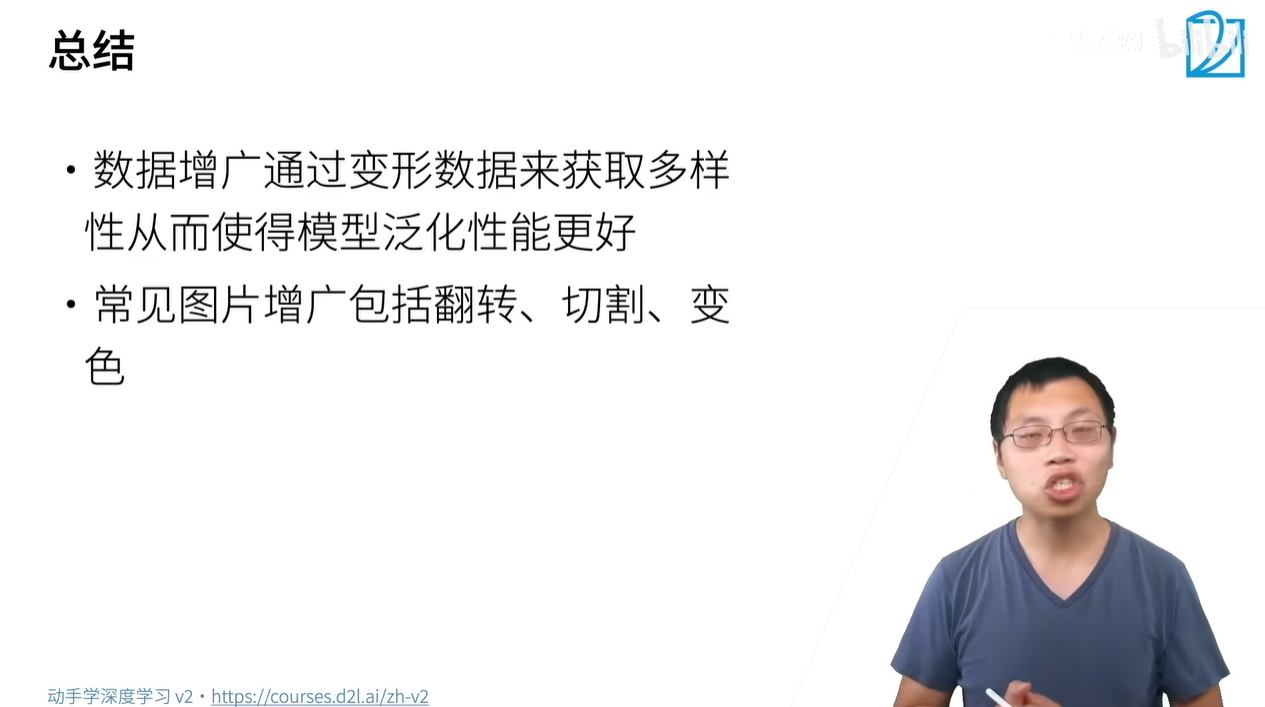 总结
• 数据增广通过变形数据来获取多样
性从而使得模型泛化性能更好
• 常见图片增广包括翻转、切割、变
色
动手学深度学习 v2 • https://courses.d2l.ai/zh-v2
bilibili